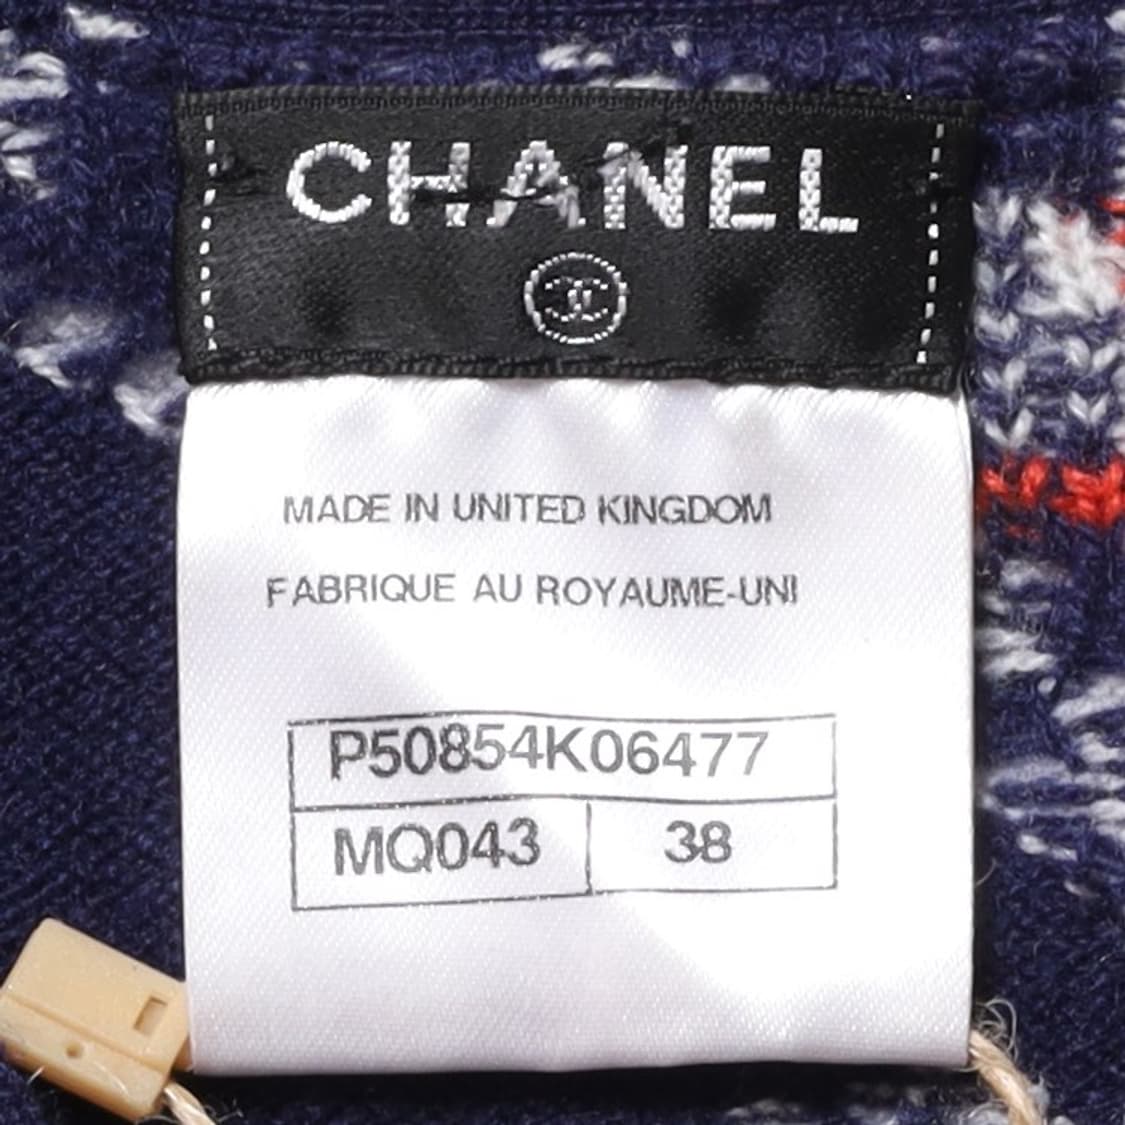 CHANEL
MADE IN UNITED KINGDOM
FABRIQUE AU ROYAUME-UNI
P50854K06477
MQ043 38